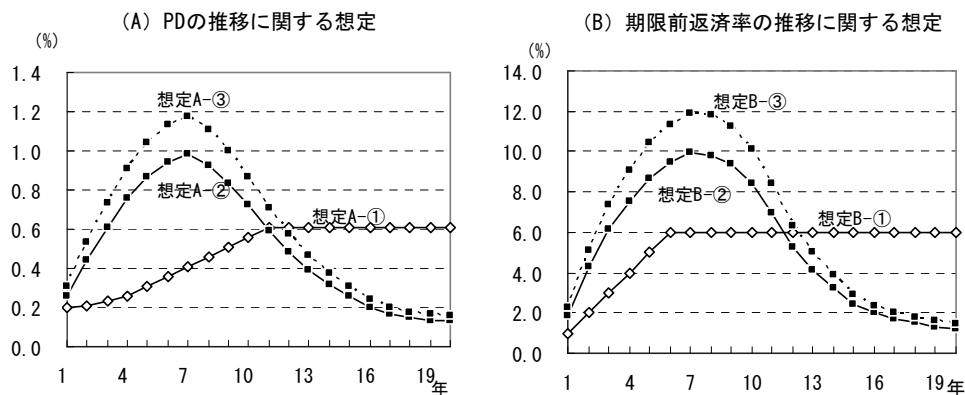 (A) PDの推移に関する想定
(%)
1.4
1.2
1.0
0.8
0.6
0.4
0.2
0.0
想定A-③
想定A-②
想定A-①
1 4 7 10 13 16 19 年
(B) 期限前返済率の推移に関する想定
(%)
14.0
12.0
10.0
8.0
6.0
4.0
2.0
0.0
想定B-③
想定B-②
想定B-①
1 4 7 10 13 16 19 年